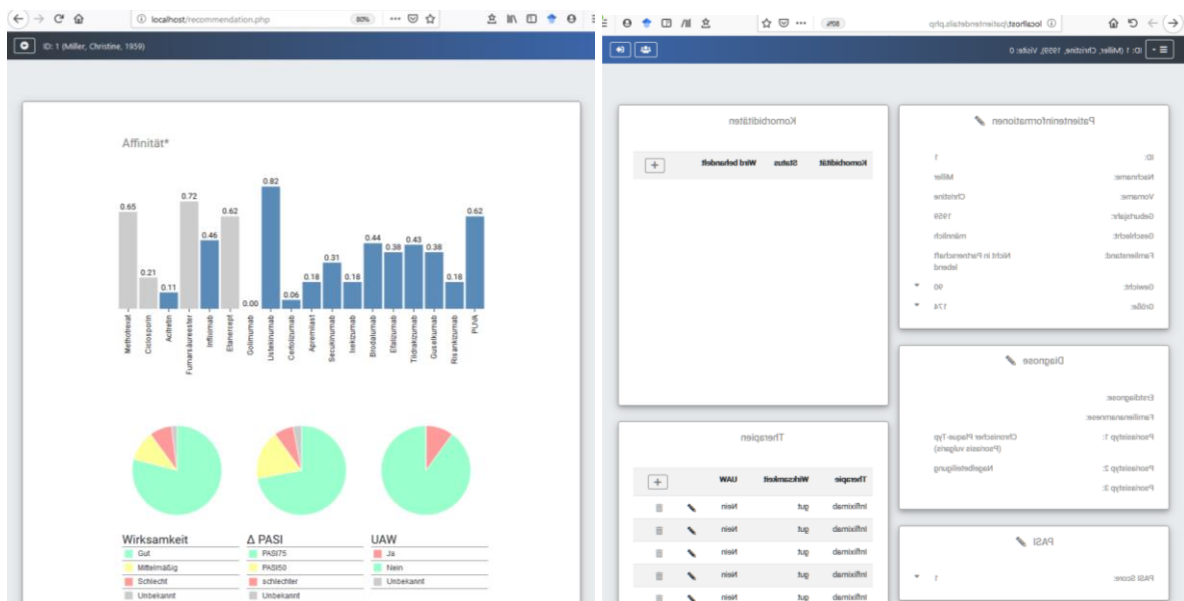 localhost/recommendation.php
80%
ID: 1 (Miller, Christine, 1959)
Affinität*
0.65
0.21
0.11
0.72
0.46
0.62
0.00
0.82
0.06
0.18
0.31
0.18
0.44
0.38
0.43
0.38
0.18
0.62
Methotrexat
Ciclosporin
Acitretin
Fumarsäureester
Infliximab
Etanercept
Golimumab
Ustekinumab
Certolizumab
Apremilast
Secukinumab
Ixekizumab
Brodalumab
Efalizumab
Tildrakizumab
Guselkumab
Risankizumab
PUVA
Wirksamkeit
Gut
Mittelmäßig
Schlecht
Unbekannt
Δ PASI
PASI75
PASI50
schlechter
Unbekannt
UAW
Ja
Nein
Unbekannt
localhost/patientendetails.php
80%
ID: 1 (Miller, Christine, 1959), Visite: 0
Patienteninformationen
ID: 1
Nachname: Miller
Vorname: Christine
Geburtsjahr: 1959
Geschlecht: männlich
Familienstand: Nicht in Partnerschaft
lebend
Gewicht: 90
Größe: 174
Diagnose
Erstdiagnose:
Familienanamnese:
Psoriasistyp 1: Chronischer Plaque-Typ
(Psoriasis vulgaris)
Psoriasistyp 2: Nagelbeteiligung
Psoriasistyp 3:
PASI
PASI Score: 1
Komorbiditäten
Komorbidität Status Wird behandelt
Therapien
Therapie Wirksamkeit UAW
Infliximab gut Nein
Infliximab gut Nein
Infliximab gut Nein
Infliximab gut Nein
Infliximab gut Nein